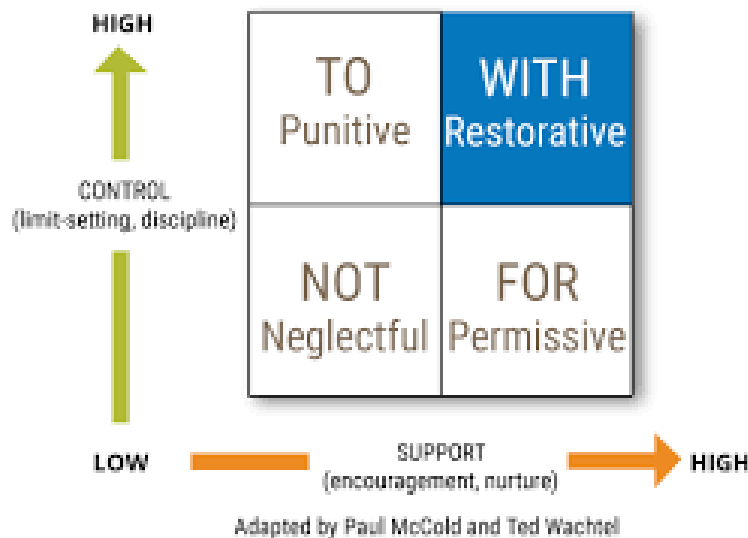 HIGH
TO
Punitive
WITH
Restorative
CONTROL
(limit-setting, discipline)
NOT
Neglectful
FOR
Permissive
LOW
SUPPORT
(encouragement, nurture)
HIGH
Adapted by Paul McCold and Ted Wachtel